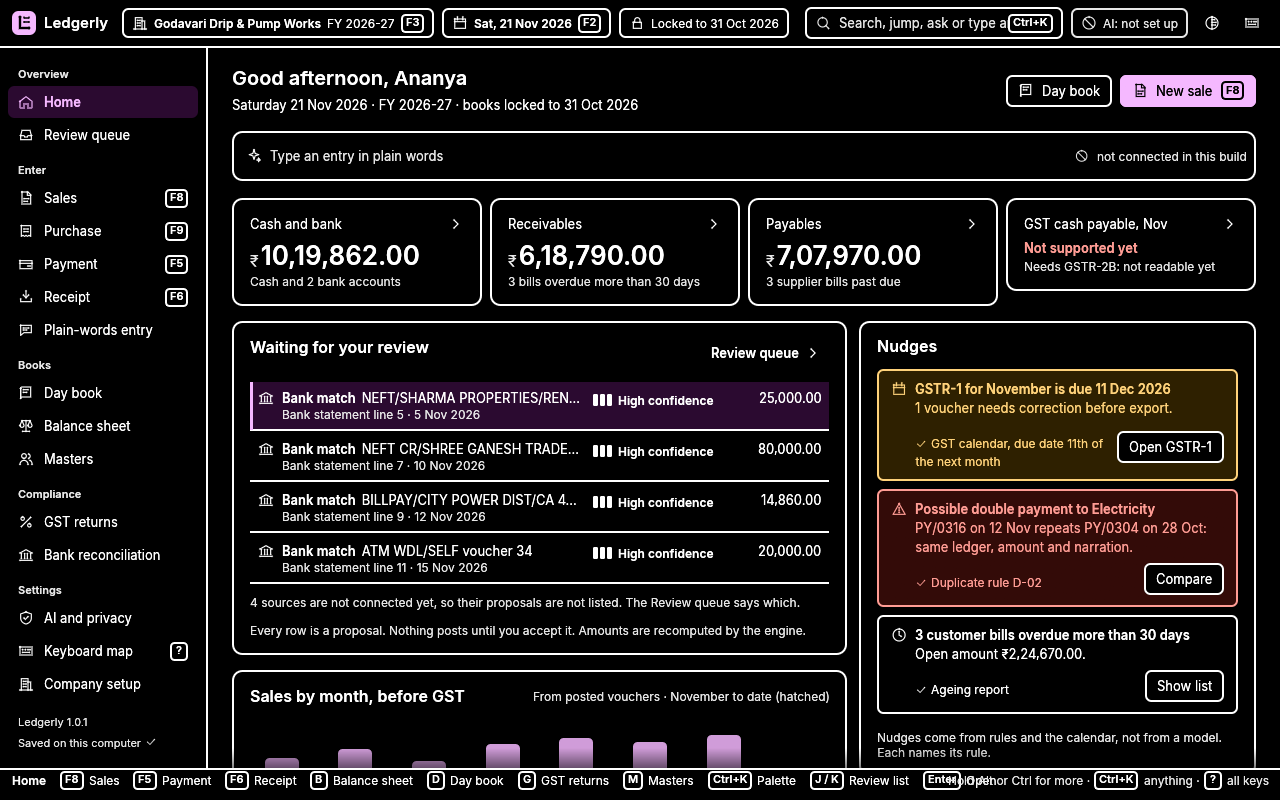 Ledgerly
Godavari Drip & Pump Works FY 2026-27 F3
Sat, 21 Nov 2026 F2
Locked to 31 Oct 2026
Search, jump, ask or type a Ctrl+K
AI: not set up
Overview
Home
Review queue
Enter
Sales F8
Purchase F9
Payment F5
Receipt F6
Plain-words entry
Books
Day book
Balance sheet
Masters
Compliance
GST returns
Bank reconciliation
Settings
AI and privacy
Keyboard map ?
Company setup
Ledgerly 1.0.1
Saved on this computer
Good afternoon, Ananya
Saturday 21 Nov 2026 · FY 2026-27 · books locked to 31 Oct 2026
Day book
New sale F8
Type an entry in plain words
not connected in this build
Cash and bank
₹10,19,862.00
Cash and 2 bank accounts
Receivables
₹6,18,790.00
3 bills overdue more than 30 days
Payables
₹7,07,970.00
3 supplier bills past due
GST cash payable, Nov
Not supported yet
Needs GSTR-2B: not readable yet
Waiting for your review
Review queue
Bank match NEFT/SHARMA PROPERTIES/REN... High confidence 25,000.00
Bank statement line 5 · 5 Nov 2026
Bank match NEFT CR/SHREE GANESH TRADE... High confidence 80,000.00
Bank statement line 7 · 10 Nov 2026
Bank match BILLPAY/CITY POWER DIST/CA 4... High confidence 14,860.00
Bank statement line 9 · 12 Nov 2026
Bank match ATM WDL/SELF voucher 34 High confidence 20,000.00
Bank statement line 11 · 15 Nov 2026
4 sources are not connected yet, so their proposals are not listed. The Review queue says which.
Every row is a proposal. Nothing posts until you accept it. Amounts are recomputed by the engine.
Sales by month, before GST
From posted vouchers · November to date (hatched)
Nudges
GSTR-1 for November is due 11 Dec 2026
1 voucher needs correction before export.
GST calendar, due date 11th of
the next month
Open GSTR-1
Possible double payment to Electricity
PY/0316 on 12 Nov repeats PY/0304 on 28 Oct:
same ledger, amount and narration.
Duplicate rule D-02
Compare
3 customer bills overdue more than 30 days
Open amount ₹2,24,670.00.
Ageing report
Show list
Nudges come from rules and the calendar, not from a model.
Each names its rule.
Home F8 Sales F5 Payment F6 Receipt B Balance sheet D Day book G GST returns M Masters Ctrl+K Palette J / K Review list Enter
or Ctrl for more · Ctrl+K anything · ? all keys